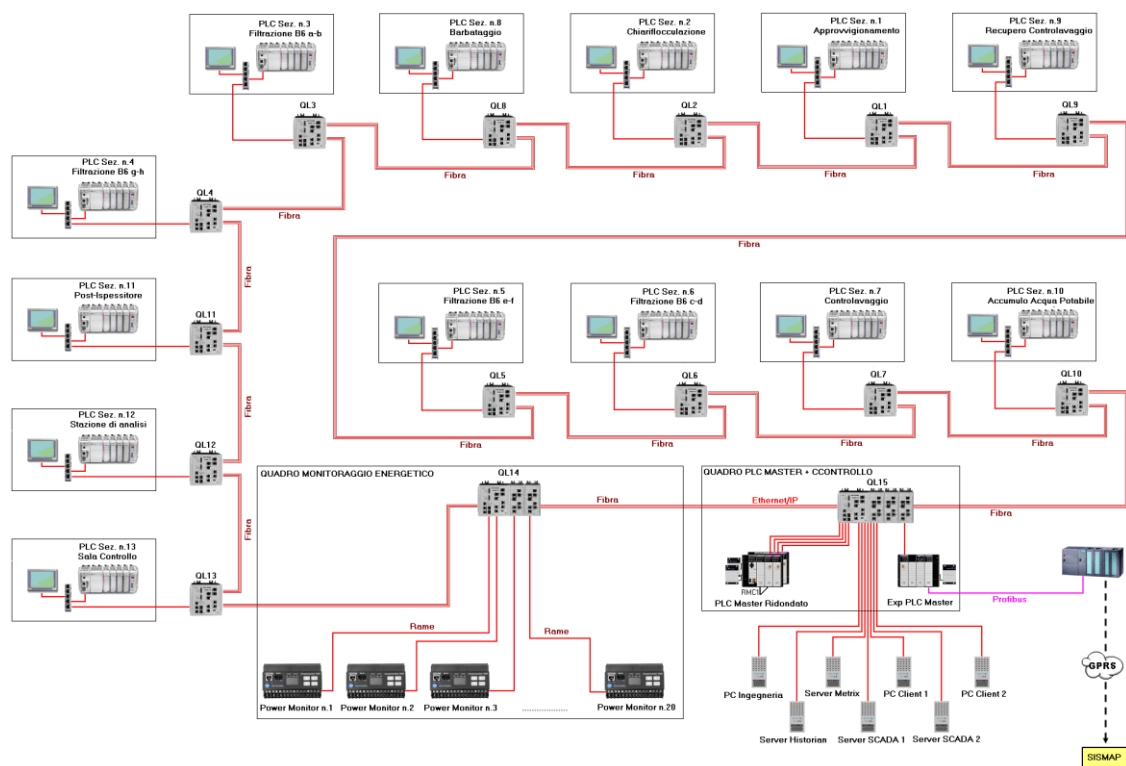 PLC Sez. n.3
Filtrazione B6 a-b
PLC Sez. n.8
Barbataggio
PLC Sez. n.2
Chiariflocculazione
PLC Sez. n.1
Approvvigionamento
PLC Sez. n.9
Recupero Controlavaggio
QL3
QL8
QL2
QL1
QL9
Fibra
Fibra
Fibra
Fibra
PLC Sez. n.4
Filtrazione B6 g-h
QL4
Fibra
Fibra
Fibra
PLC Sez. n.11
Post-Ispessitore
QL11
PLC Sez. n.5
Filtrazione B6 e-f
PLC Sez. n.6
Filtrazione B6 c-d
PLC Sez. n.7
Controlavaggio
PLC Sez. n.10
Accumulo Acqua Potabile
QL5
QL6
QL7
QL10
Fibra
Fibra
Fibra
Fibra
Fibra
PLC Sez. n.12
Stazione di analisi
QL12
Fibra
PLC Sez. n.13
Sala Controllo
QL13
QUADRO MONITORAGGIO ENERGETICO
QL14
Fibra
Rame
Rame
Power Monitor n.1
Power Monitor n.2
Power Monitor n.3
.....................
Power Monitor n.20
QUADRO PLC MASTER + CCONTROLLO
QL15
Ethernet/IP
Fibra
RMC1
PLC Master Ridondato
Exp PLC Master
Profibus
GPRS
PC Ingegneria
Server Metrix
PC Client 1
PC Client 2
Server Historian
Server SCADA 1
Server SCADA 2
SISMAP